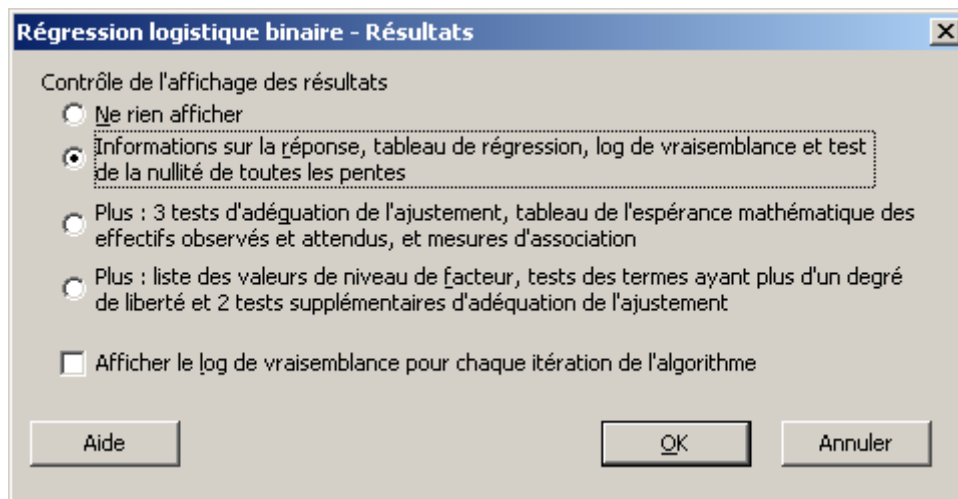 Régression logistique binaire - Résultats
Contrôle de l'affichage des résultats
Ne rien afficher
Informations sur la réponse, tableau de régression, log de vraisemblance et test
de la nullité de toutes les pentes
Plus : 3 tests d'adéquation de l'ajustement, tableau de l'espérance mathématique des
effectifs observés et attendus, et mesures d'association
Plus : liste des valeurs de niveau de facteur, tests des termes ayant plus d'un degré
de liberté et 2 tests supplémentaires d'adéquation de l'ajustement
Afficher le log de vraisemblance pour chaque itération de l'algorithme
Aide
OK
Annuler